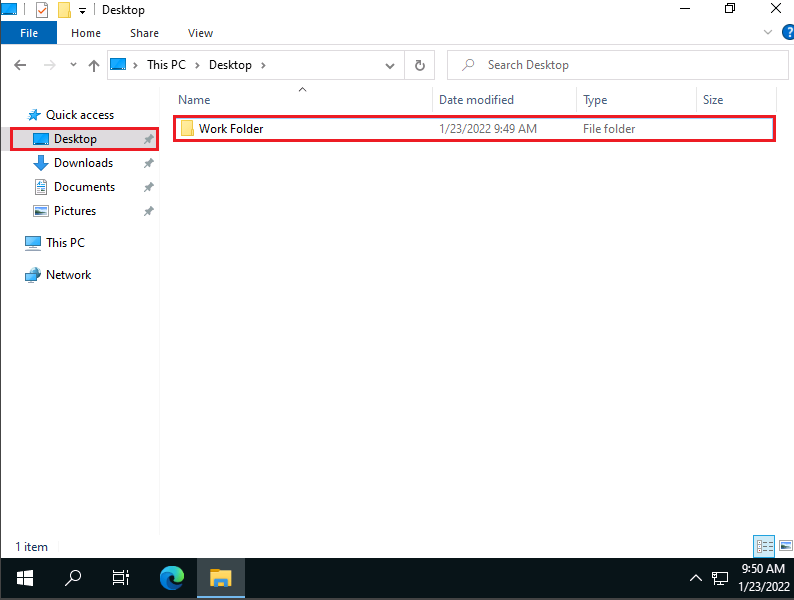 Desktop
File Home Share View
This PC Desktop Search Desktop
Name Date modified Type Size
Quick access
Desktop
Downloads
Documents
Pictures
This PC
Network
Work Folder 1/23/2022 9:49 AM File folder
1 item
9:50 AM
1/23/2022